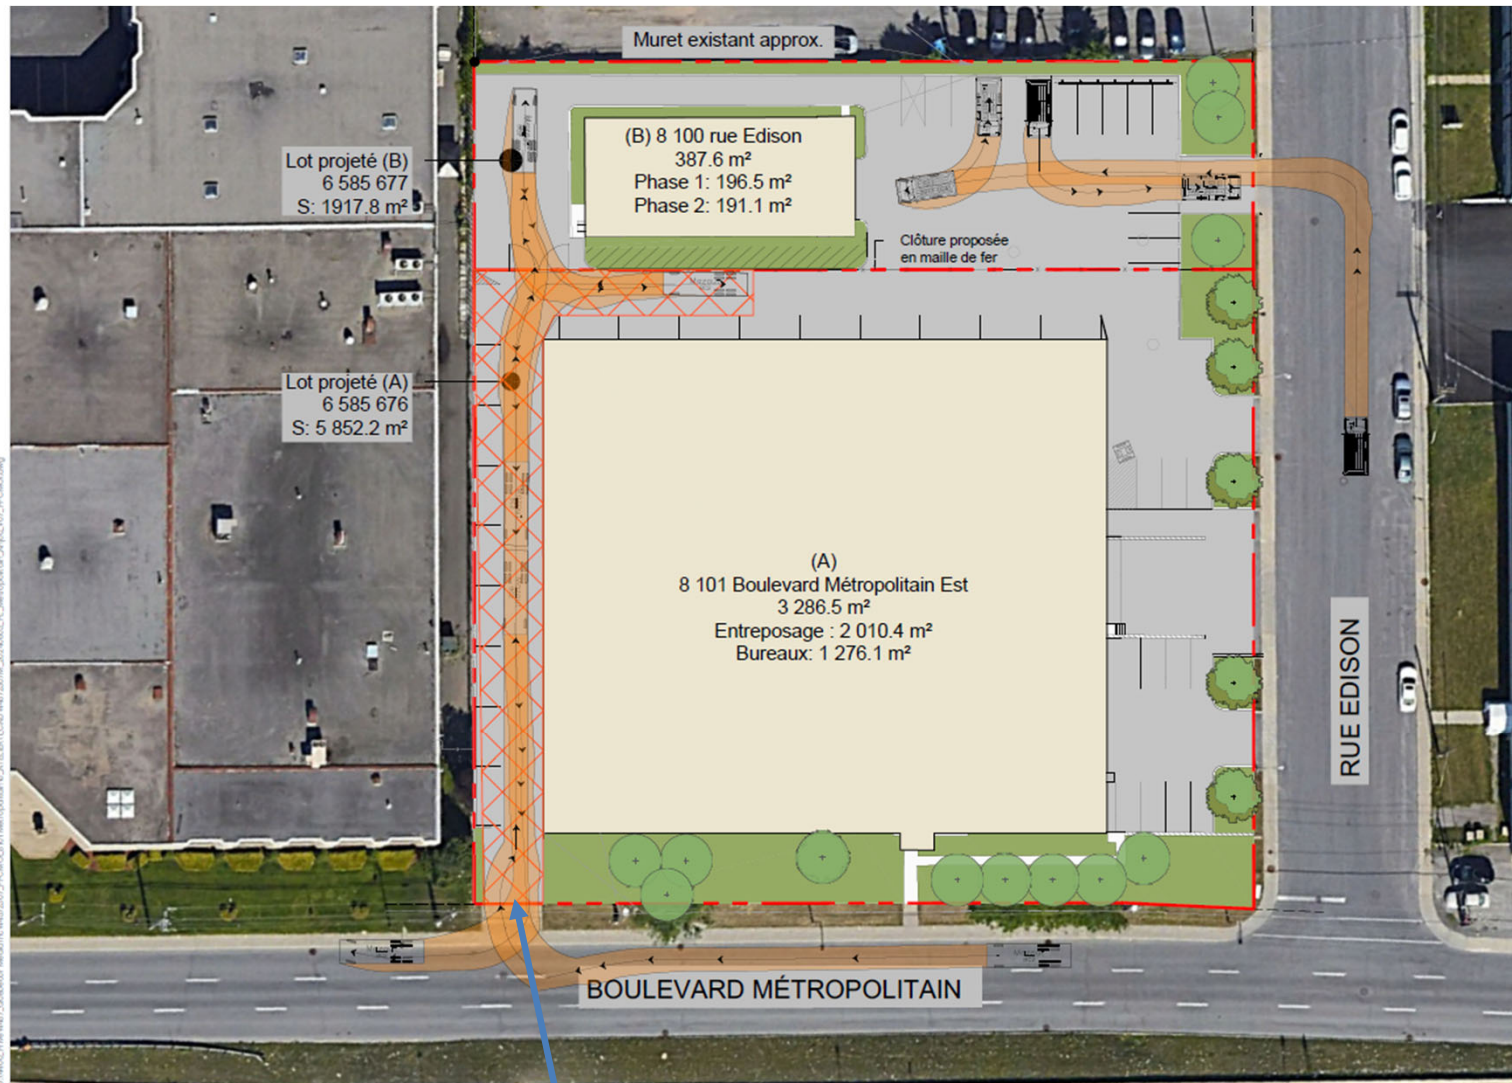 Muret existant approx.
(B) 8 100 rue Edison
387.6 m²
Phase 1: 196.5 m²
Phase 2: 191.1 m²
Lot projeté (B)
6 585 677
S: 1917.8 m²
Clôture proposée
en maille de fer
Lot projeté (A)
6 585 676
S: 5 852.2 m²
(A)
8 101 Boulevard Métropolitain Est
3 286.5 m²
Entreposage : 2 010.4 m²
Bureaux: 1 276.1 m²
RUE EDISON
BOULEVARD MÉTROPOLITAIN